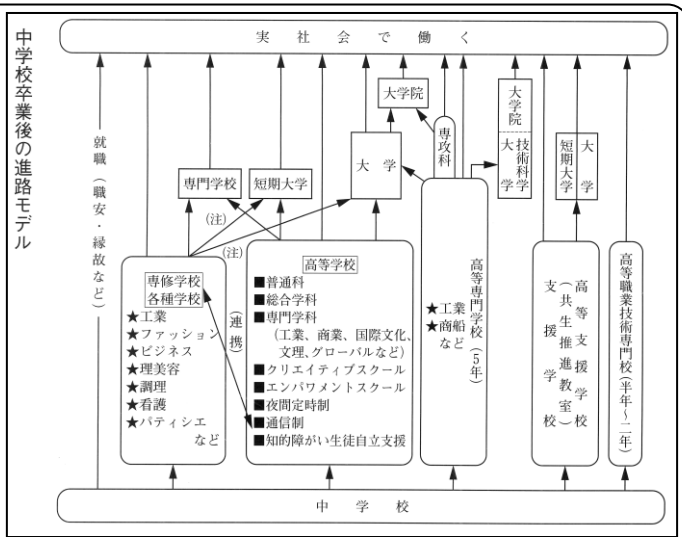 中学校卒業後の進路モデル
実社会で働く
就職（職安・縁故など）
専門学校
短期大学
大学
大学院
専攻科
大学院
技術科学
大学
大学
短期大学
(注)
(注)
専修学校
各種学校
★工業
★ファッション
★ビジネス
★理美容
★調理
★看護
★パティシエ
など
（連携）
高等学校
■普通科
■総合学科
■専門学科
（工業、商業、国際文化、
文理、グローバルなど）
■クリエイティブスクール
■エンパワメントスクール
■夜間定時制
■通信制
■知的障がい生徒自立支援
高等専門学校（5年）
★工業
★商船
など
高等支援学校
（共生推進教室）
支援学校
高等職業技術専門校（半年～二年）
中学校